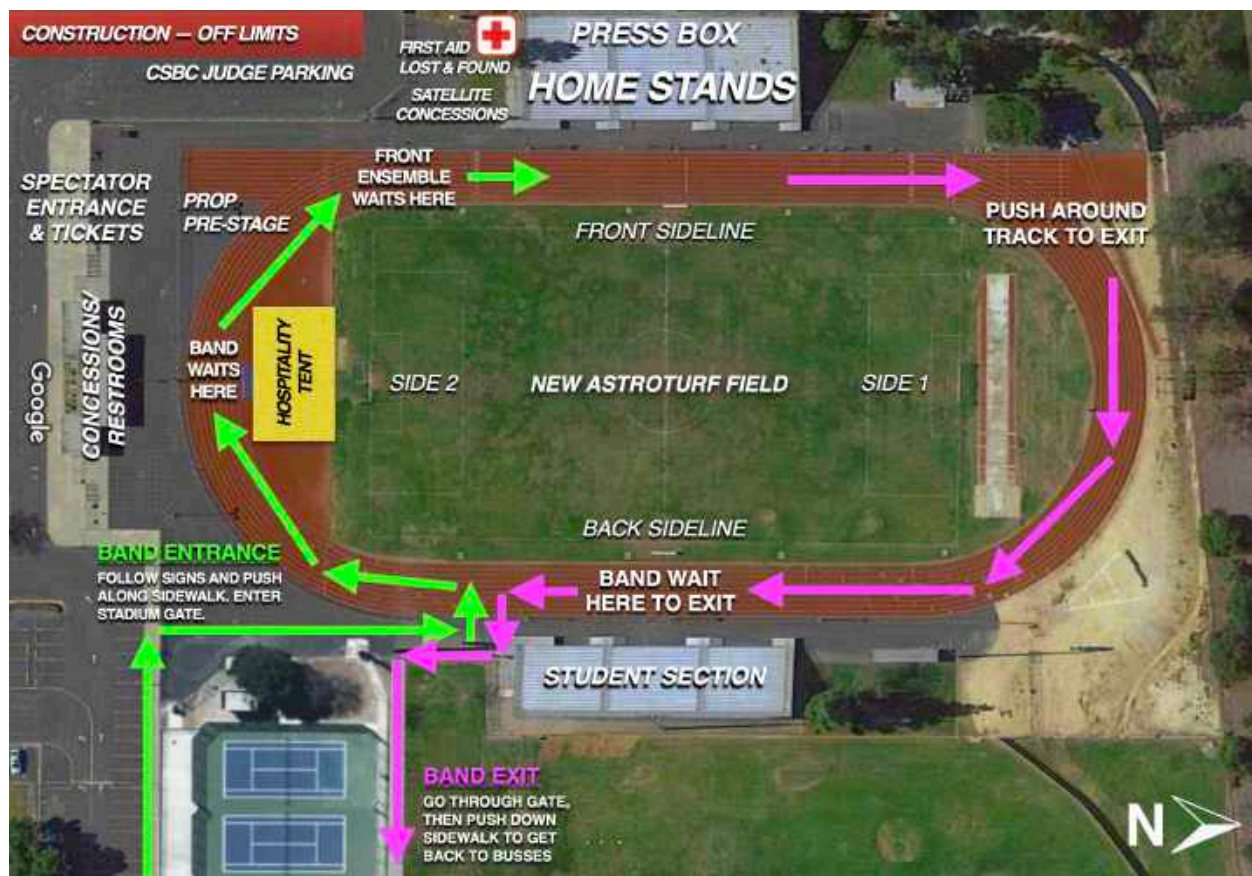 CONSTRUCTION — OFF LIMITS
CSBC JUDGE PARKING
FIRST AID
LOST & FOUND
SATELLITE
CONCESSIONS
PRESS BOX
HOME STANDS
SPECTATOR
ENTRANCE
& TICKETS
PROP
PRE-STAGE
FRONT
ENSEMBLE
WAITS HERE
FRONT SIDELINE
PUSH AROUND
TRACK TO EXIT
BAND
WAITS
HERE
HOSPITALITY
TENT
CONCESSIONS/
RESTROOMS
Google
SIDE 2
NEW ASTROTURF FIELD
SIDE 1
BACK SIDELINE
BAND ENTRANCE
FOLLOW SIGNS AND PUSH
ALONG SIDEWALK. ENTER
STADIUM GATE.
BAND WAIT
HERE TO EXIT
STUDENT SECTION
BAND EXIT
GO THROUGH GATE,
THEN PUSH DOWN
SIDEWALK TO GET
BACK TO BUSSES
N